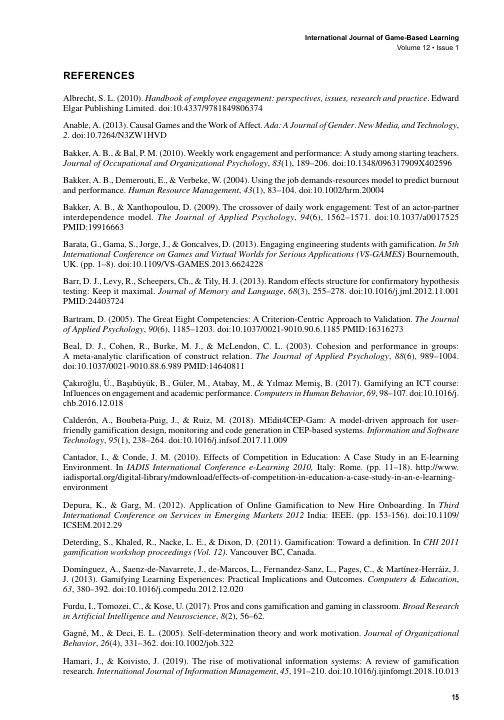 International Journal of Game-Based Learning
Volume 12 • Issue 1
REFERENCES
Albrecht, S. L. (2010). Handbook of employee engagement: perspectives, issues, research and practice. Edward
Elgar Publishing Limited. doi:10.4337/9781849806374
Anable, A. (2013). Causal Games and the Work of Affect. Ada: A Journal of Gender. New Media, and Technology,
2. doi:10.7264/N3ZW1HVD
Bakker, A. B., & Bal, P. M. (2010). Weekly work engagement and performance: A study among starting teachers.
Journal of Occupational and Organizational Psychology, 83(1), 189–206. doi:10.1348/096317909X402596
Bakker, A. B., Demerouti, E., & Verbeke, W. (2004). Using the job demands-resources model to predict burnout
and performance. Human Resource Management, 43(1), 83–104. doi:10.1002/hrm.20004
Bakker, A. B., & Xanthopoulou, D. (2009). The crossover of daily work engagement: Test of an actor-partner
interdependence model. The Journal of Applied Psychology, 94(6), 1562–1571. doi:10.1037/a0017525
PMID:19916663
Barata, G., Gama, S., Jorge, J., & Goncalves, D. (2013). Engaging engineering students with gamification. In 5th
International Conference on Games and Virtual Worlds for Serious Applications (VS-GAMES) Bournemouth,
UK. (pp. 1–8). doi:10.1109/VS-GAMES.2013.6624228
Barr, D. J., Levy, R., Scheepers, Ch., & Tily, H. J. (2013). Random effects structure for confirmatory hypothesis
testing: Keep it maximal. Journal of Memory and Language, 68(3), 255–278. doi:10.1016/j.jml.2012.11.001
PMID:24403724
Bartram, D. (2005). The Great Eight Competencies: A Criterion-Centric Approach to Validation. The Journal
of Applied Psychology, 90(6), 1185–1203. doi:10.1037/0021-9010.90.6.1185 PMID:16316273
Beal, D. J., Cohen, R., Burke, M. J., & McLendon, C. L. (2003). Cohesion and performance in groups:
A meta-analytic clarification of construct relation. The Journal of Applied Psychology, 88(6), 989–1004.
doi:10.1037/0021-9010.88.6.989 PMID:14640811
Çakıroğlu, Ü., Başıbüyük, B., Güler, M., Atabay, M., & Yılmaz Memiş, B. (2017). Gamifying an ICT course:
Influences on engagement and academic performance. Computers in Human Behavior, 69, 98–107. doi:10.1016/j.
chb.2016.12.018
Calderón, A., Boubeta-Puig, J., & Ruiz, M. (2018). MEdit4CEP-Gam: A model-driven approach for user-
friendly gamification design, monitoring and code generation in CEP-based systems. Information and Software
Technology, 95(1), 238–264. doi:10.1016/j.infsof.2017.11.009
Cantador, I., & Conde, J. M. (2010). Effects of Competition in Education: A Case Study in an E-learning
Environment. In IADIS International Conference e-Learning 2010, Italy: Rome. (pp. 11–18). http://www.
iadisportal.org/digital-library/mdownload/effects-of-competition-in-education-a-case-study-in-an-e-learning-
environment
Depura, K., & Garg, M. (2012). Application of Online Gamification to New Hire Onboarding. In Third
International Conference on Services in Emerging Markets 2012 India: IEEE. (pp. 153-156). doi:10.1109/
ICSEM.2012.29
Deterding, S., Khaled, R., Nacke, L. E., & Dixon, D. (2011). Gamification: Toward a definition. In CHI 2011
gamification workshop proceedings (Vol. 12). Vancouver BC, Canada.
Domínguez, A., Saenz-de-Navarrete, J., de-Marcos, L., Fernandez-Sanz, L., Pages, C., & Martínez-Herráiz, J.
J. (2013). Gamifying Learning Experiences: Practical Implications and Outcomes. Computers & Education,
63, 380–392. doi:10.1016/j.compedu.2012.12.020
Furdu, I., Tomozei, C., & Kose, U. (2017). Pros and cons gamification and gaming in classroom. Broad Research
in Artificial Intelligence and Neuroscience, 8(2), 56–62.
Gagné, M., & Deci, E. L. (2005). Self-determination theory and work motivation. Journal of Organizational
Behavior, 26(4), 331–362. doi:10.1002/job.322
Hamari, J., & Koivisto, J. (2019). The rise of motivational information systems: A review of gamification
research. International Journal of Information Management, 45, 191–210. doi:10.1016/j.ijinfomgt.2018.10.013
15